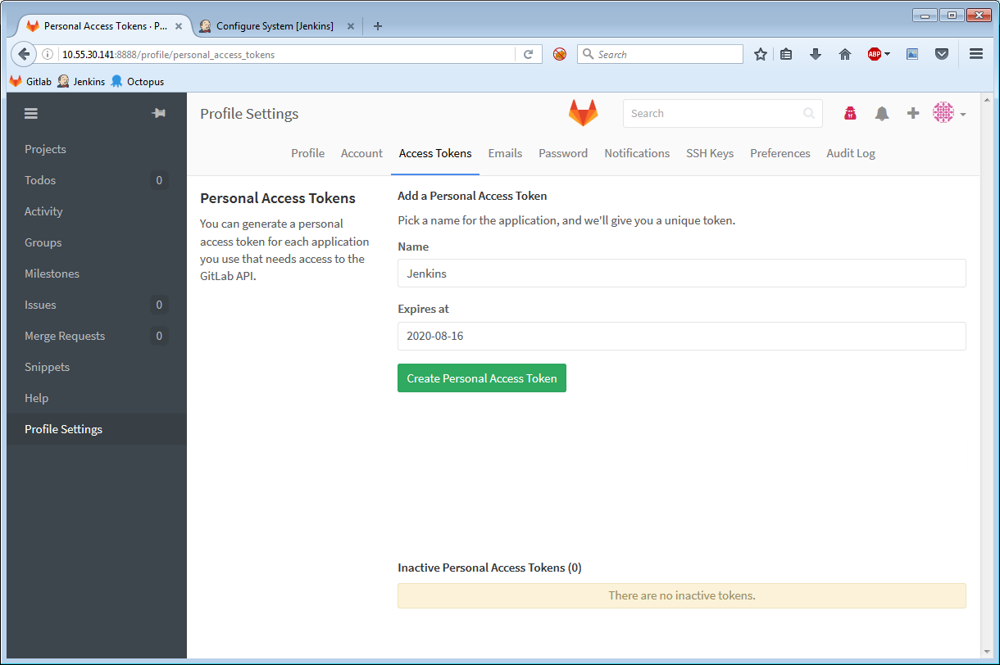 Personal Access Tokens · P...
Configure System [Jenkins]
10.55.30.141:8888/profile/personal_access_tokens
Search
ABP
Gitlab
Jenkins
Octopus
Profile Settings
Search
Profile
Account
Access Tokens
Emails
Password
Notifications
SSH Keys
Preferences
Audit Log
Projects
Todos 0
Activity
Groups
Milestones
Issues 0
Merge Requests 0
Snippets
Help
Profile Settings
Personal Access Tokens
You can generate a personal
access token for each application
you use that needs access to the
GitLab API.
Add a Personal Access Token
Pick a name for the application, and we'll give you a unique token.
Name
Jenkins
Expires at
2020-08-16
Create Personal Access Token
Inactive Personal Access Tokens (0)
There are no inactive tokens.